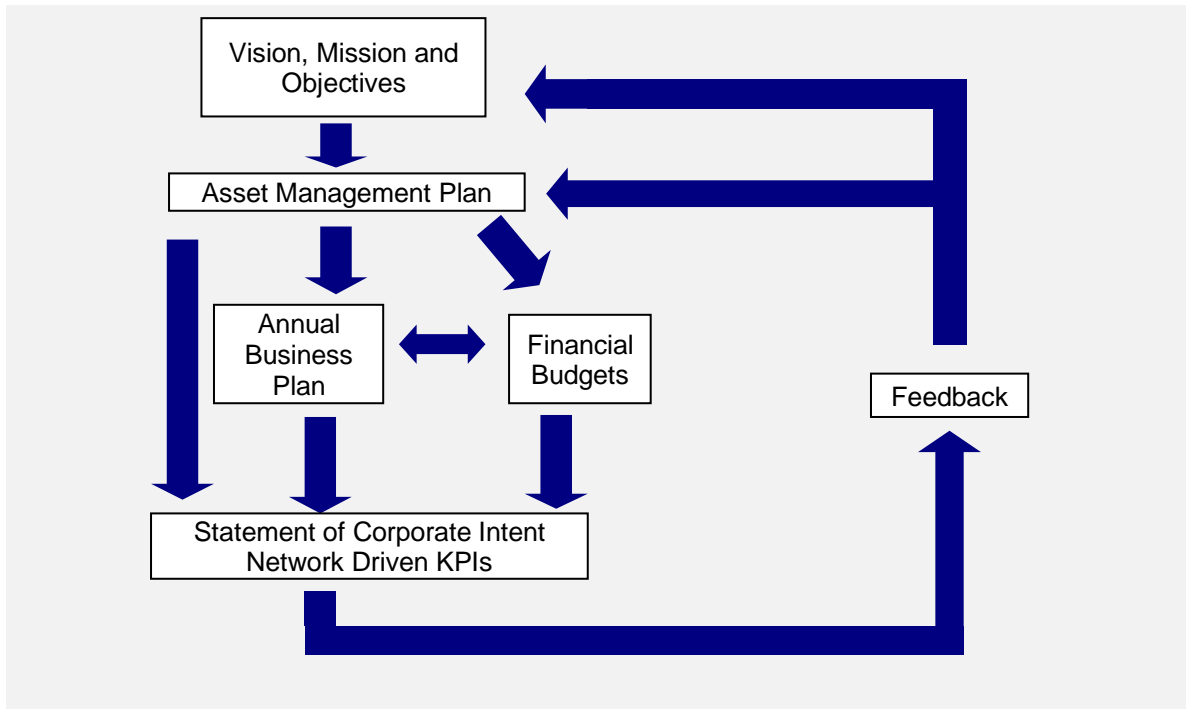 Vision, Mission and
Objectives
Asset Management Plan
Annual
Business
Plan
Financial
Budgets
Feedback
Statement of Corporate Intent
Network Driven KPIs